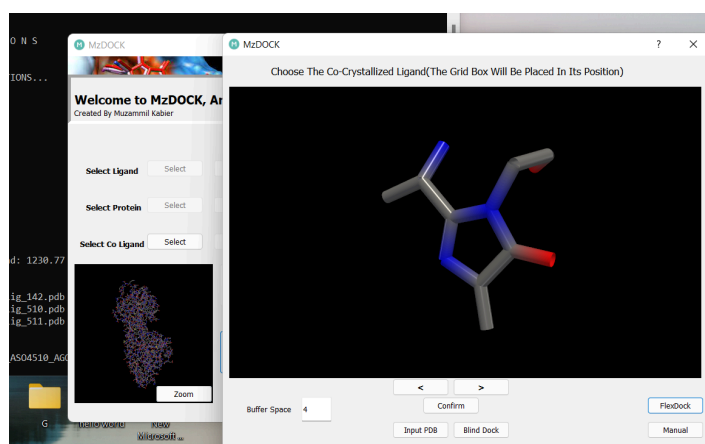 O N S
TIONS...
d: 1230.77
ig_142.pdb
ig_510.pdb
ig_511.pdb
ASO4510_AGO
G
hello world
New
Microsoft ...
MzDOCK
Welcome to MzDOCK, An
Created By Muzammil Kabier
Select Ligand Select
Select Protein Select
Select Co Ligand Select
Zoom
MzDOCK ? ×
Choose The Co-Crystallized Ligand(The Grid Box Will Be Placed In Its Position)
< >
Buffer Space 4 Confirm FlexDock
Input PDB Blind Dock Manual